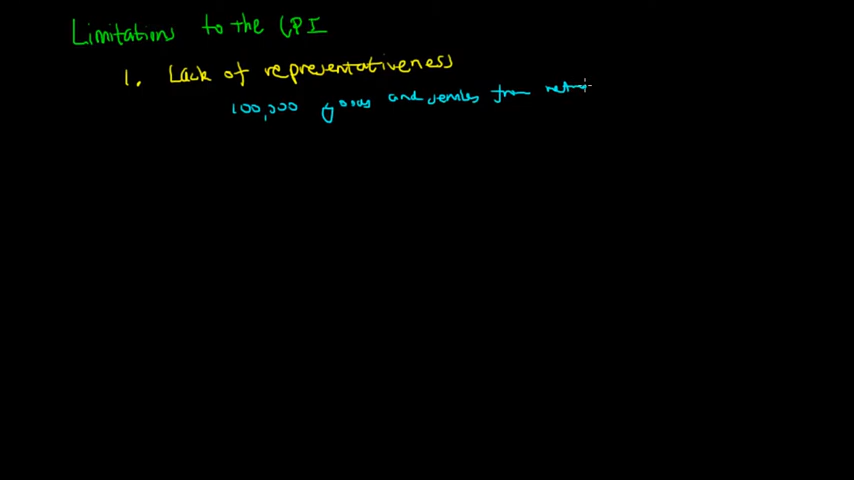 Limitations to the CPI
1. Lack of representativeness
100,000 goods and services from